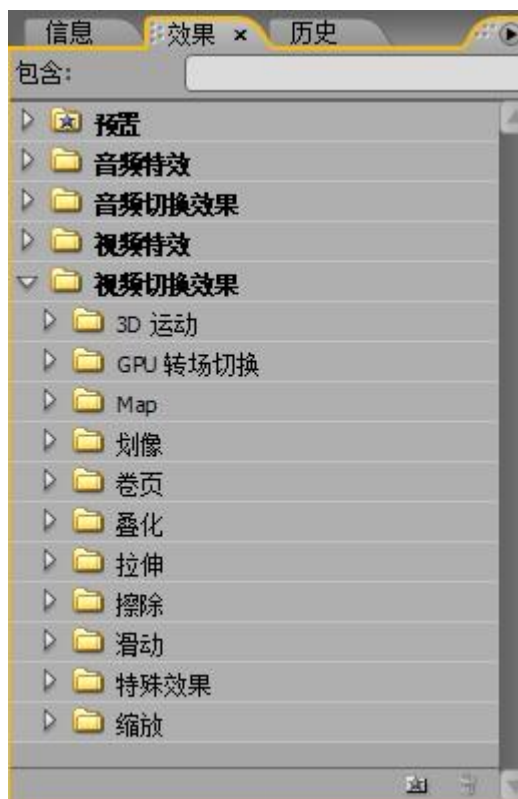 信息 效果 × 历史
包含:
预置
音频特效
音频切换效果
视频特效
视频切换效果
3D 运动
GPU 转场切换
Map
划像
卷页
叠化
拉伸
擦除
滑动
特殊效果
缩放